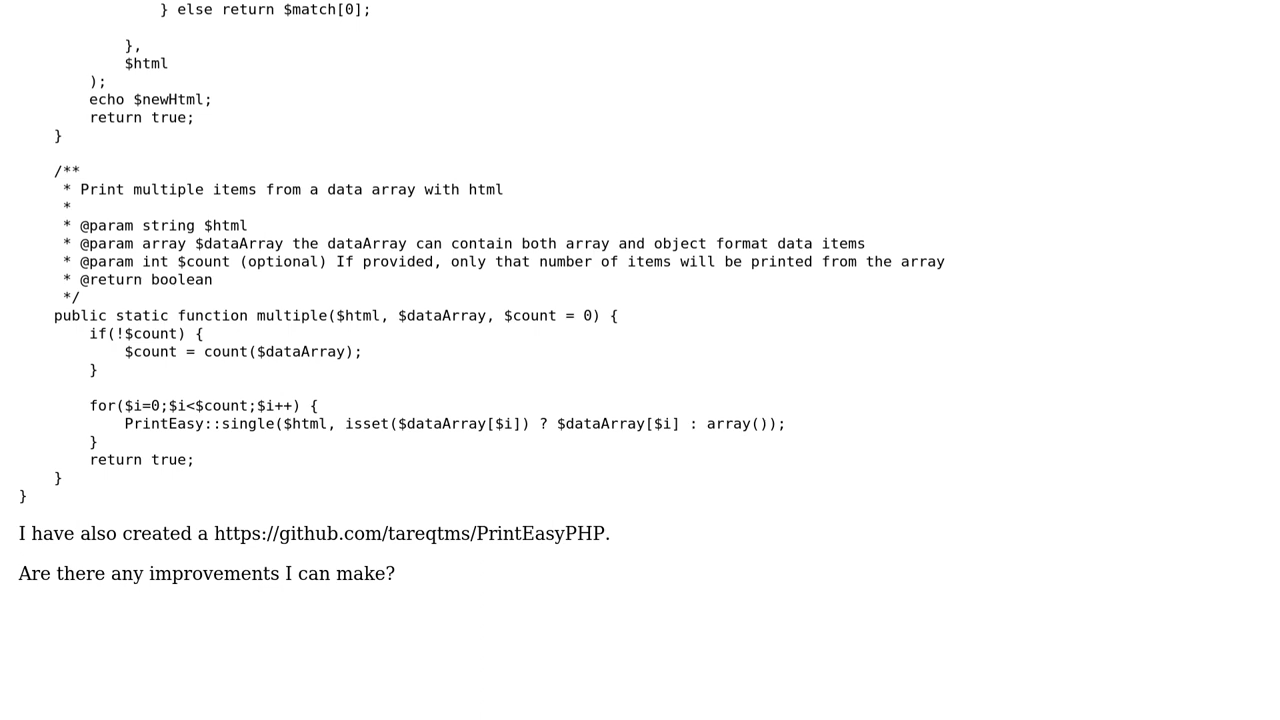 } else return $match[0];

            },
            $html
        );
        echo $newHtml;
        return true;
    }

    /**
     * Print multiple items from a data array with html
     *
     * @param string $html
     * @param array $dataArray the dataArray can contain both array and object format data items
     * @param int $count (optional) If provided, only that number of items will be printed from the array
     * @return boolean
     */
    public static function multiple($html, $dataArray, $count = 0) {
        if(!$count) {
            $count = count($dataArray);
        }

        for($i=0;$i<$count;$i++) {
            PrintEasy::single($html, isset($dataArray[$i]) ? $dataArray[$i] : array());
        }
        return true;
    }
}
I have also created a https://github.com/tareqtms/PrintEasyPHP.
Are there any improvements I can make?